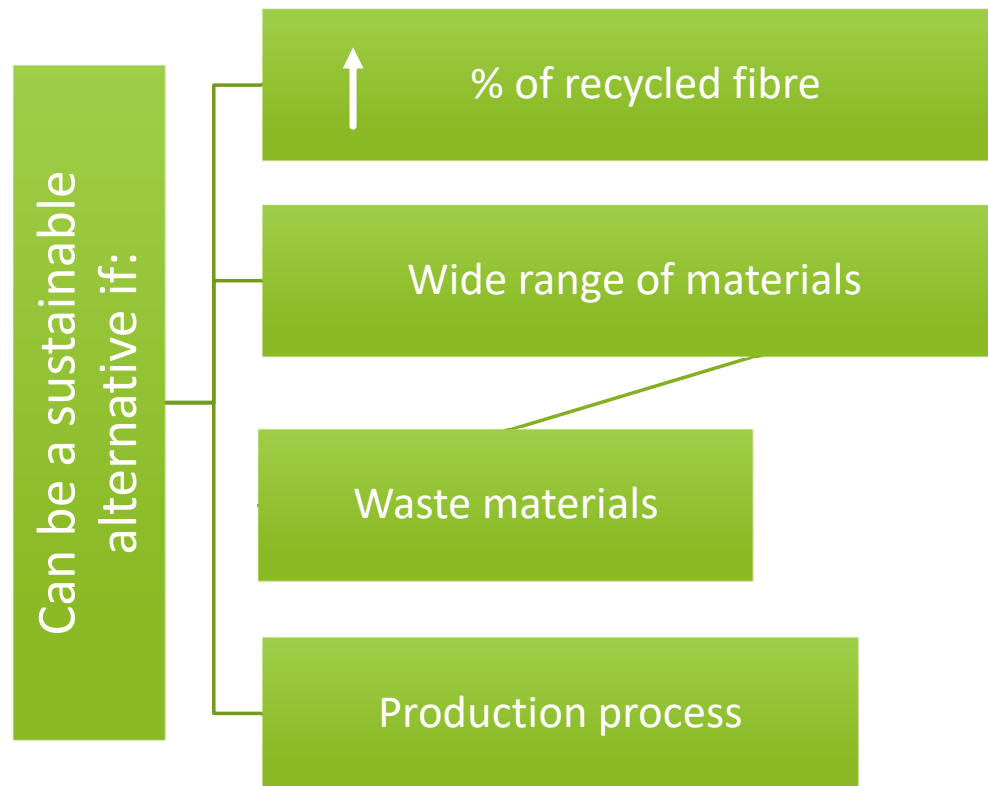 Can be a sustainable
alternative if:
% of recycled fibre
Wide range of materials
Waste materials
Production process